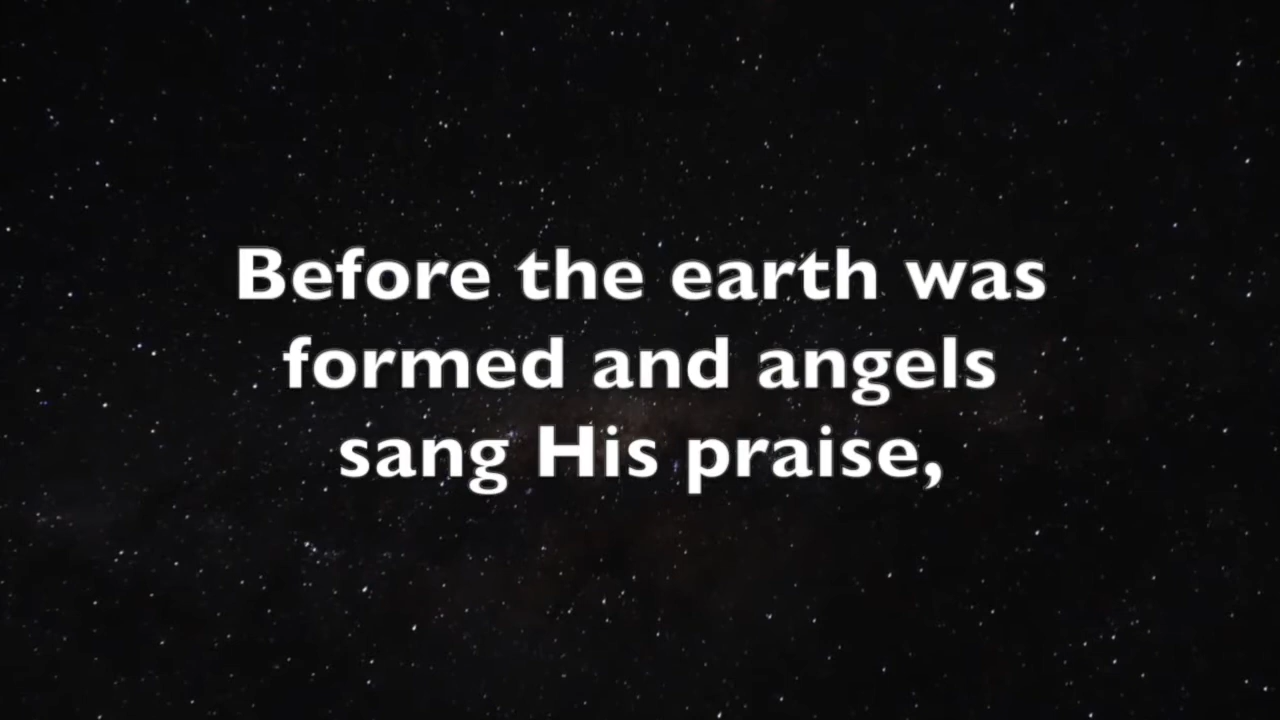 Before the earth was
formed and angels
sang His praise,